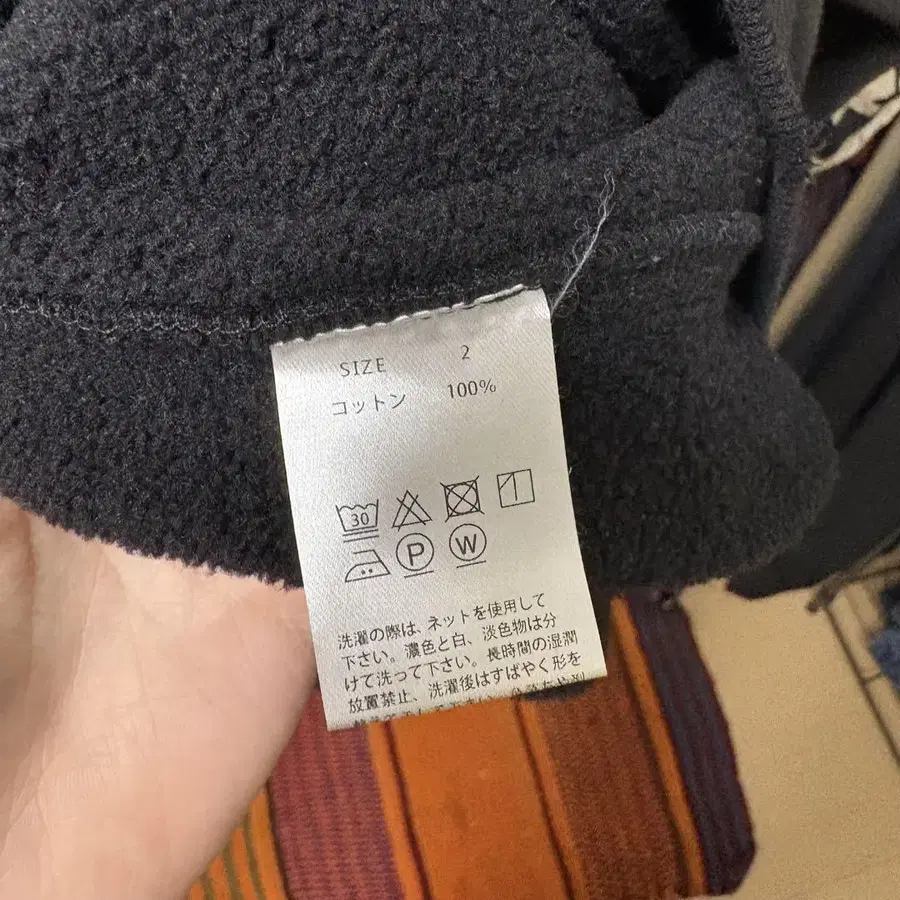 SIZE 2
コットン 100%
30
P W
洗濯の際は、ネットを使用して
下さい。濃色と白、淡色物は分
けて洗って下さい。長時間の湿潤
放置禁止、洗濯後はすばやく形を